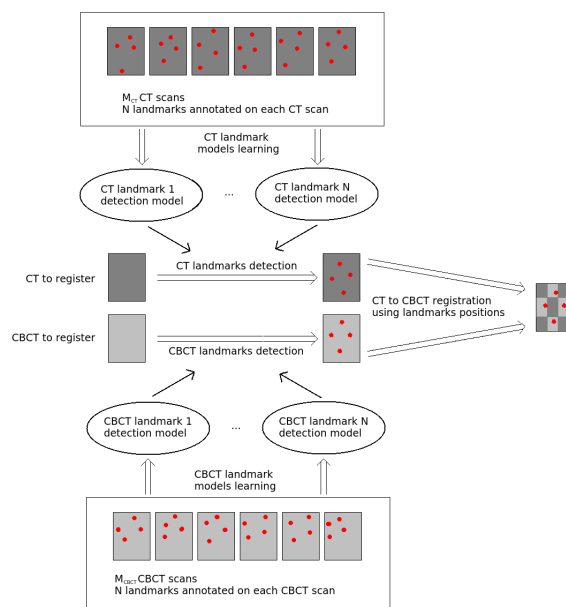 M_CT CT scans
N landmarks annotated on each CT scan
CT landmark
models learning
CT landmark 1
detection model
...
CT landmark N
detection model
CT to register
CT landmarks detection
CT to CBCT registration
using landmarks positions
CBCT to register
CBCT landmarks detection
CBCT landmark 1
detection model
...
CBCT landmark N
detection model
CBCT landmark
models learning
M_CBCT CBCT scans
N landmarks annotated on each CBCT scan